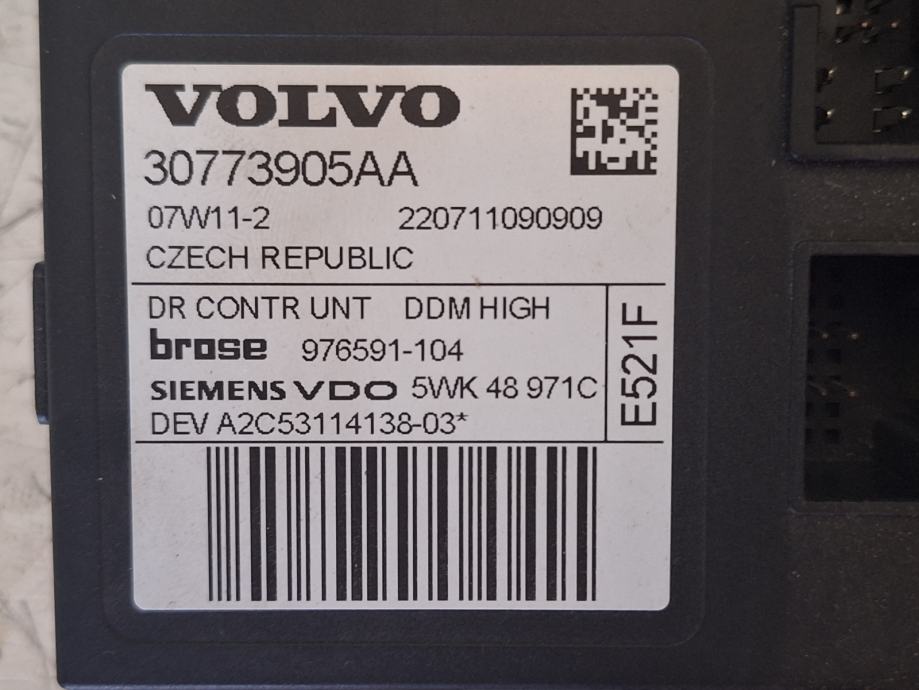 VOLVO
30773905AA
07W11-2 220711090909
CZECH REPUBLIC
DR CONTR UNT DDM HIGH
brose 976591-104
SIEMENS VDO 5WK 48 971C
DEV A2C53114138-03*
E521F